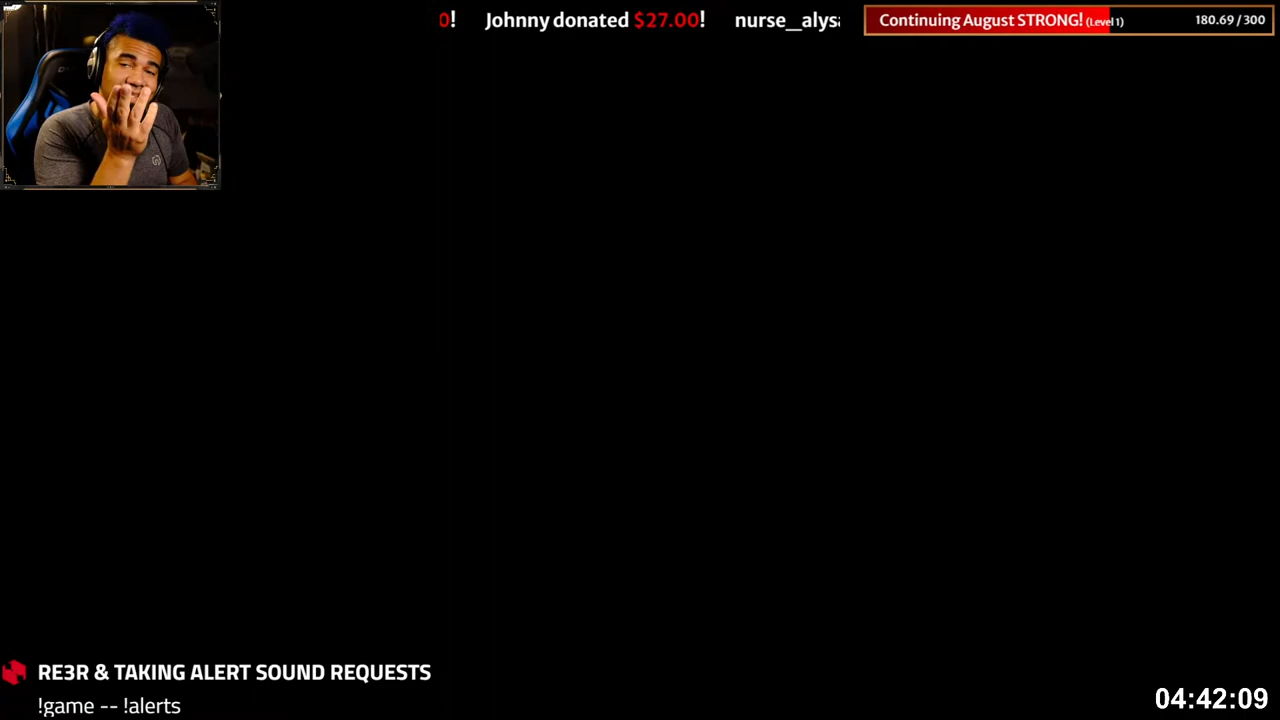 0! Johnny donated $27.00! nurse__alysa
Continuing August STRONG! (Level 1) 180.69 / 300
RE3R & TAKING ALERT SOUND REQUESTS
!game -- !alerts
04:42:09